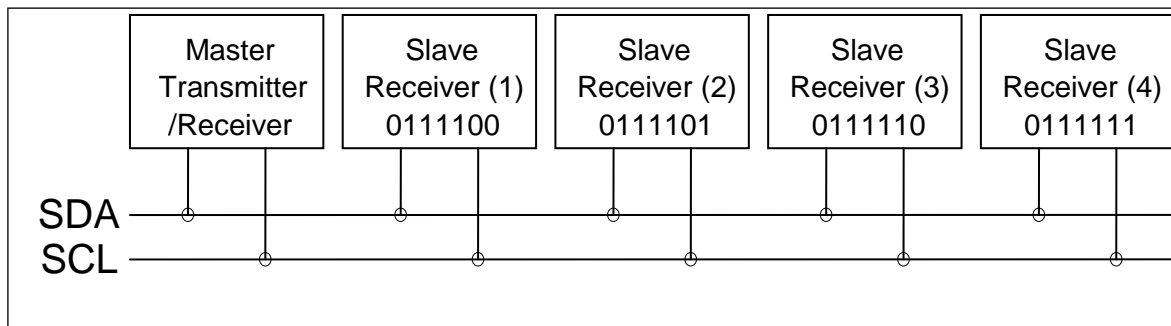 Master
Transmitter
/Receiver
Slave
Receiver (1)
0111100
Slave
Receiver (2)
0111101
Slave
Receiver (3)
0111110
Slave
Receiver (4)
0111111
SDA
SCL